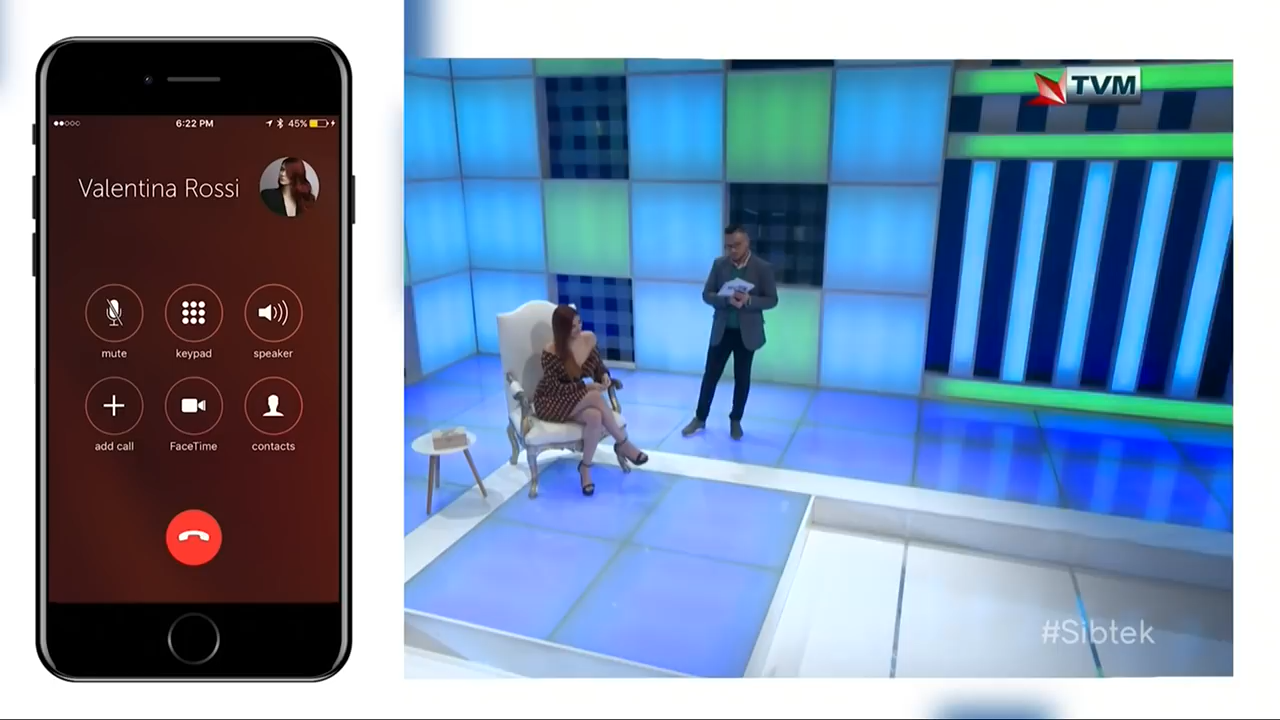 6:22 PM
45%
Valentina Rossi
mute
keypad
speaker
add call
FaceTime
contacts
TVM
#Sibtek